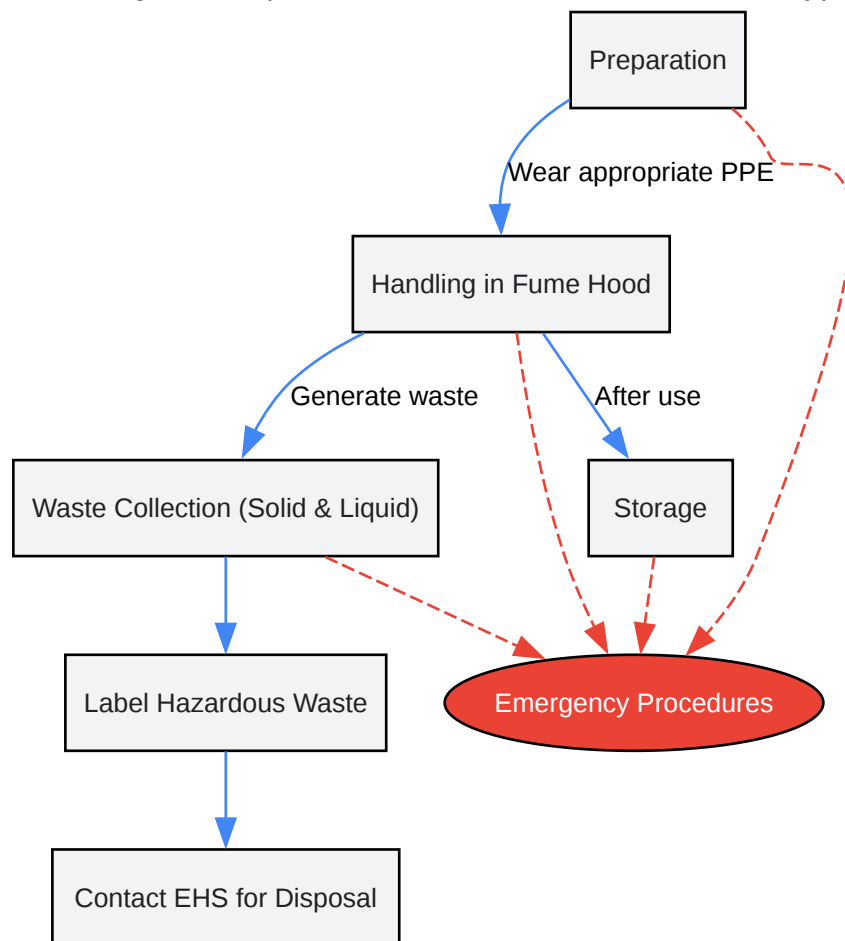 Preparation
Wear appropriate PPE
Handling in Fume Hood
Generate waste
After use
Waste Collection (Solid & Liquid)
Storage
Label Hazardous Waste
Emergency Procedures
Contact EHS for Disposal